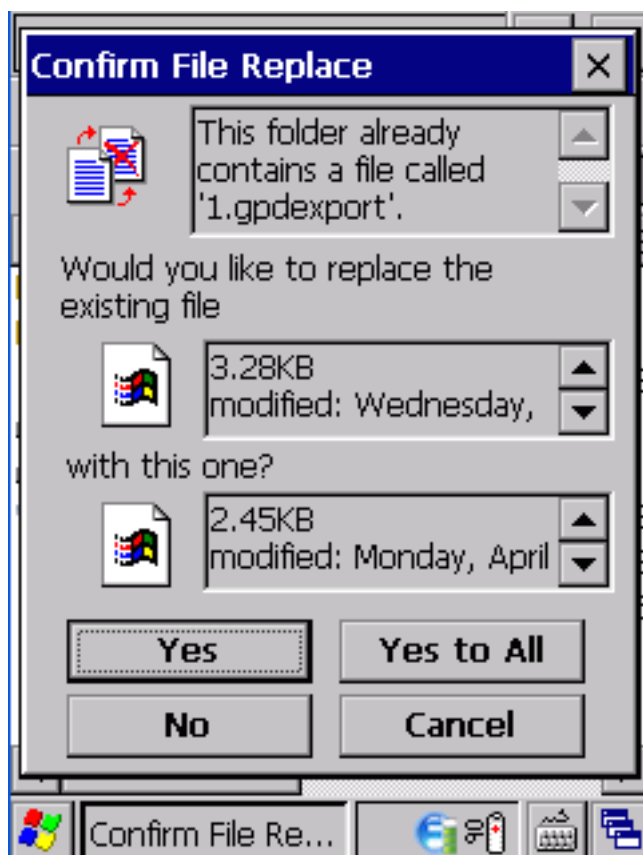 Confirm File Replace
This folder already
contains a file called
'1.gpdexport'.
Would you like to replace the
existing file
3.28KB
modified: Wednesday,
with this one?
2.45KB
modified: Monday, April
Yes
Yes to All
No
Cancel
Confirm File Re...